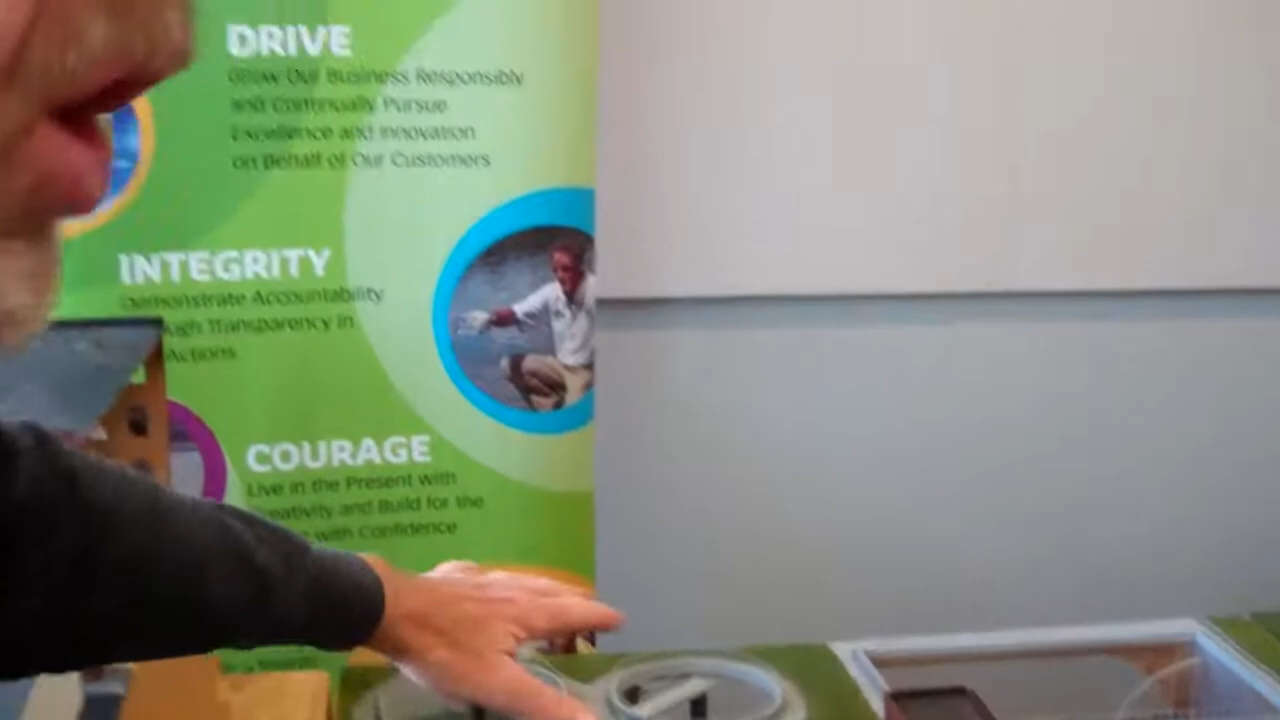 DRIVE
Grow Our Business Responsibly
and Continually Pursue
Excellence and Innovation
on Behalf of Our Customers
INTEGRITY
Demonstrate Accountability
Transparency in
Actions
COURAGE
Live in the Present with
Creativity and Build for the
with Confidence